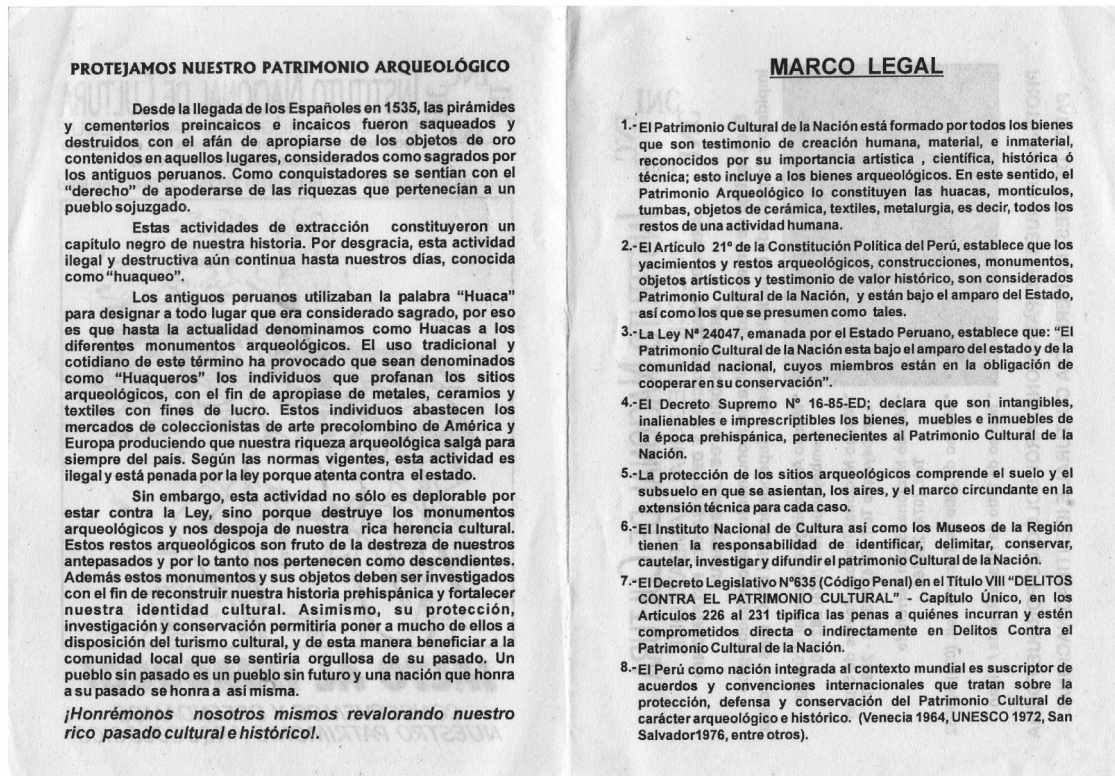 PROTEJAMOS NUESTRO PATRIMONIO ARQUEOLÓGICO
Desde la llegada de los Españoles en 1535, las pirámides
y cementerios preincaicos e incaicos fueron saqueados y
destruidos con el afán de apropiarse de los objetos de oro
contenidos en aquellos lugares, considerados como sagrados por
los antiguos peruanos. Como conquistadores se sentían con el
"derecho" de apoderarse de las riquezas que pertenecían a un
pueblo sojuzgado.
Estas actividades de extracción constituyeron un
capítulo negro de nuestra historia. Por desgracia, esta actividad
ilegal y destructiva aún continua hasta nuestros días, conocida
como "huaqueo".
Los antiguos peruanos utilizaban la palabra "Huaca"
para designar a todo lugar que era considerado sagrado, por eso
es que hasta la actualidad denominamos como Huacas a los
diferentes monumentos arqueológicos. El uso tradicional y
cotidiano de este término ha provocado que sean denominados
como "Huaqueros" los individuos que profanan los sitios
arqueológicos, con el fin de apropiase de metales, ceramios y
textiles con fines de lucro. Estos individuos abastecen los
mercados de coleccionistas de arte precolombino de América y
Europa produciendo que nuestra riqueza arqueológica salga para
siempre del país. Según las normas vigentes, esta actividad es
ilegal y está penada por la ley porque atenta contra el estado.
Sin embargo, esta actividad no sólo es deplorable por
estar contra la Ley, sino porque destruye los monumentos
arqueológicos y nos despoja de nuestra rica herencia cultural.
Estos restos arqueológicos son fruto de la destreza de nuestros
antepasados y por lo tanto nos pertenecen como descendientes.
Además estos monumentos y sus objetos deben ser investigados
con el fin de reconstruir nuestra historia prehispánica y fortalecer
nuestra identidad cultural. Asimismo, su protección,
investigación y conservación permitiría poner a mucho de ellos a
disposición del turismo cultural, y de esta manera beneficiar a la
comunidad local que se sentiría orgullosa de su pasado. Un
pueblo sin pasado es un pueblo sin futuro y una nación que honra
a su pasado se honra a así misma.
¡Honrémonos nosotros mismos revalorando nuestro
rico pasado cultural e histórico!.
MARCO LEGAL
1.- El Patrimonio Cultural de la Nación está formado por todos los bienes
que son testimonio de creación humana, material, e inmaterial,
reconocidos por su importancia artística , científica, histórica ó
técnica; esto incluye a los bienes arqueológicos. En este sentido, el
Patrimonio Arqueológico lo constituyen las huacas, montículos,
tumbas, objetos de cerámica, textiles, metalurgia, es decir, todos los
restos de una actividad humana.
2.- El Artículo 21º de la Constitución Política del Perú, establece que los
yacimientos y restos arqueológicos, construcciones, monumentos,
objetos artísticos y testimonio de valor histórico, son considerados
Patrimonio Cultural de la Nación, y están bajo el amparo del Estado,
así como los que se presumen como tales.
3.- La Ley Nª 24047, emanada por el Estado Peruano, establece que: "El
Patrimonio Cultural de la Nación esta bajo el amparo del estado y de la
comunidad nacional, cuyos miembros están en la obligación de
cooperar en su conservación".
4.- El Decreto Supremo Nº 16-85-ED; declara que son intangibles,
inalienables e imprescriptibles los bienes, muebles e inmuebles de
la época prehispánica, pertenecientes al Patrimonio Cultural de la
Nación.
5.- La protección de los sitios arqueológicos comprende el suelo y el
subsuelo en que se asientan, los aires, y el marco circundante en la
extensión técnica para cada caso.
6.- El Instituto Nacional de Cultura así como los Museos de la Región
tienen la responsabilidad de identificar, delimitar, conservar,
cautelar, investigar y difundir el patrimonio Cultural de la Nación.
7.- El Decreto Legislativo Nº635 (Código Penal) en el Título VIII "DELITOS
CONTRA EL PATRIMONIO CULTURAL" - Capítulo Único, en los
Artículos 226 al 231 tipifica las penas a quiénes incurran y estén
comprometidos directa o indirectamente en Delitos Contra el
Patrimonio Cultural de la Nación.
8.- El Perú como nación integrada al contexto mundial es suscriptor de
acuerdos y convenciones internacionales que tratan sobre la
protección, defensa y conservación del Patrimonio Cultural de
carácter arqueológico e histórico. (Venecia 1964, UNESCO 1972, San
Salvador1976, entre otros).